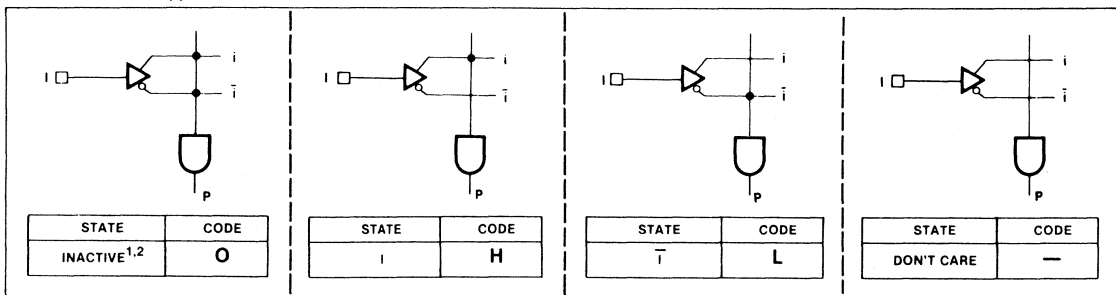 I i ī P
STATE CODE
INACTIVE1,2 O
I i ī P
STATE CODE
I H
I i ī P
STATE CODE
Ī L
I i ī P
STATE CODE
DON'T CARE —